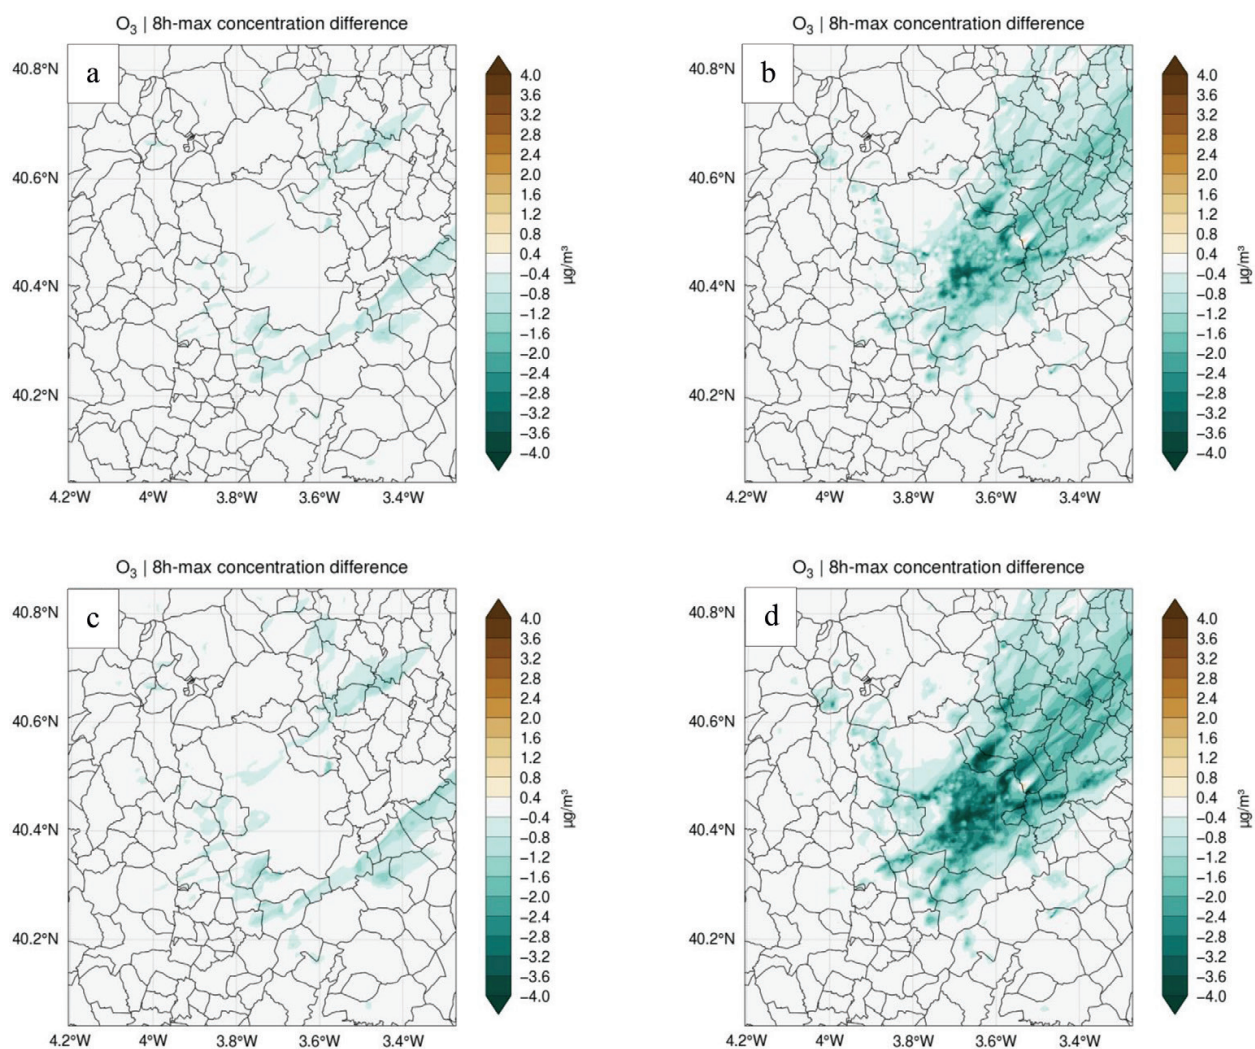 O₃ | 8h-max concentration difference
a
40.8°N
40.6°N
40.4°N
40.2°N
4.2°W 4°W 3.8°W 3.6°W 3.4°W
4.0
3.6
3.2
2.8
2.4
2.0
1.6
1.2
0.8
0.4
−0.4
−0.8
−1.2
−1.6
−2.0
−2.4
−2.8
−3.2
−3.6
−4.0
µg/m³
O₃ | 8h-max concentration difference
b
40.8°N
40.6°N
40.4°N
40.2°N
4.2°W 4°W 3.8°W 3.6°W 3.4°W
4.0
3.6
3.2
2.8
2.4
2.0
1.6
1.2
0.8
0.4
−0.4
−0.8
−1.2
−1.6
−2.0
−2.4
−2.8
−3.2
−3.6
−4.0
µg/m³
O₃ | 8h-max concentration difference
c
40.8°N
40.6°N
40.4°N
40.2°N
4.2°W 4°W 3.8°W 3.6°W 3.4°W
4.0
3.6
3.2
2.8
2.4
2.0
1.6
1.2
0.8
0.4
−0.4
−0.8
−1.2
−1.6
−2.0
−2.4
−2.8
−3.2
−3.6
−4.0
µg/m³
O₃ | 8h-max concentration difference
d
40.8°N
40.6°N
40.4°N
40.2°N
4.2°W 4°W 3.8°W 3.6°W 3.4°W
4.0
3.6
3.2
2.8
2.4
2.0
1.6
1.2
0.8
0.4
−0.4
−0.8
−1.2
−1.6
−2.0
−2.4
−2.8
−3.2
−3.6
−4.0
µg/m³